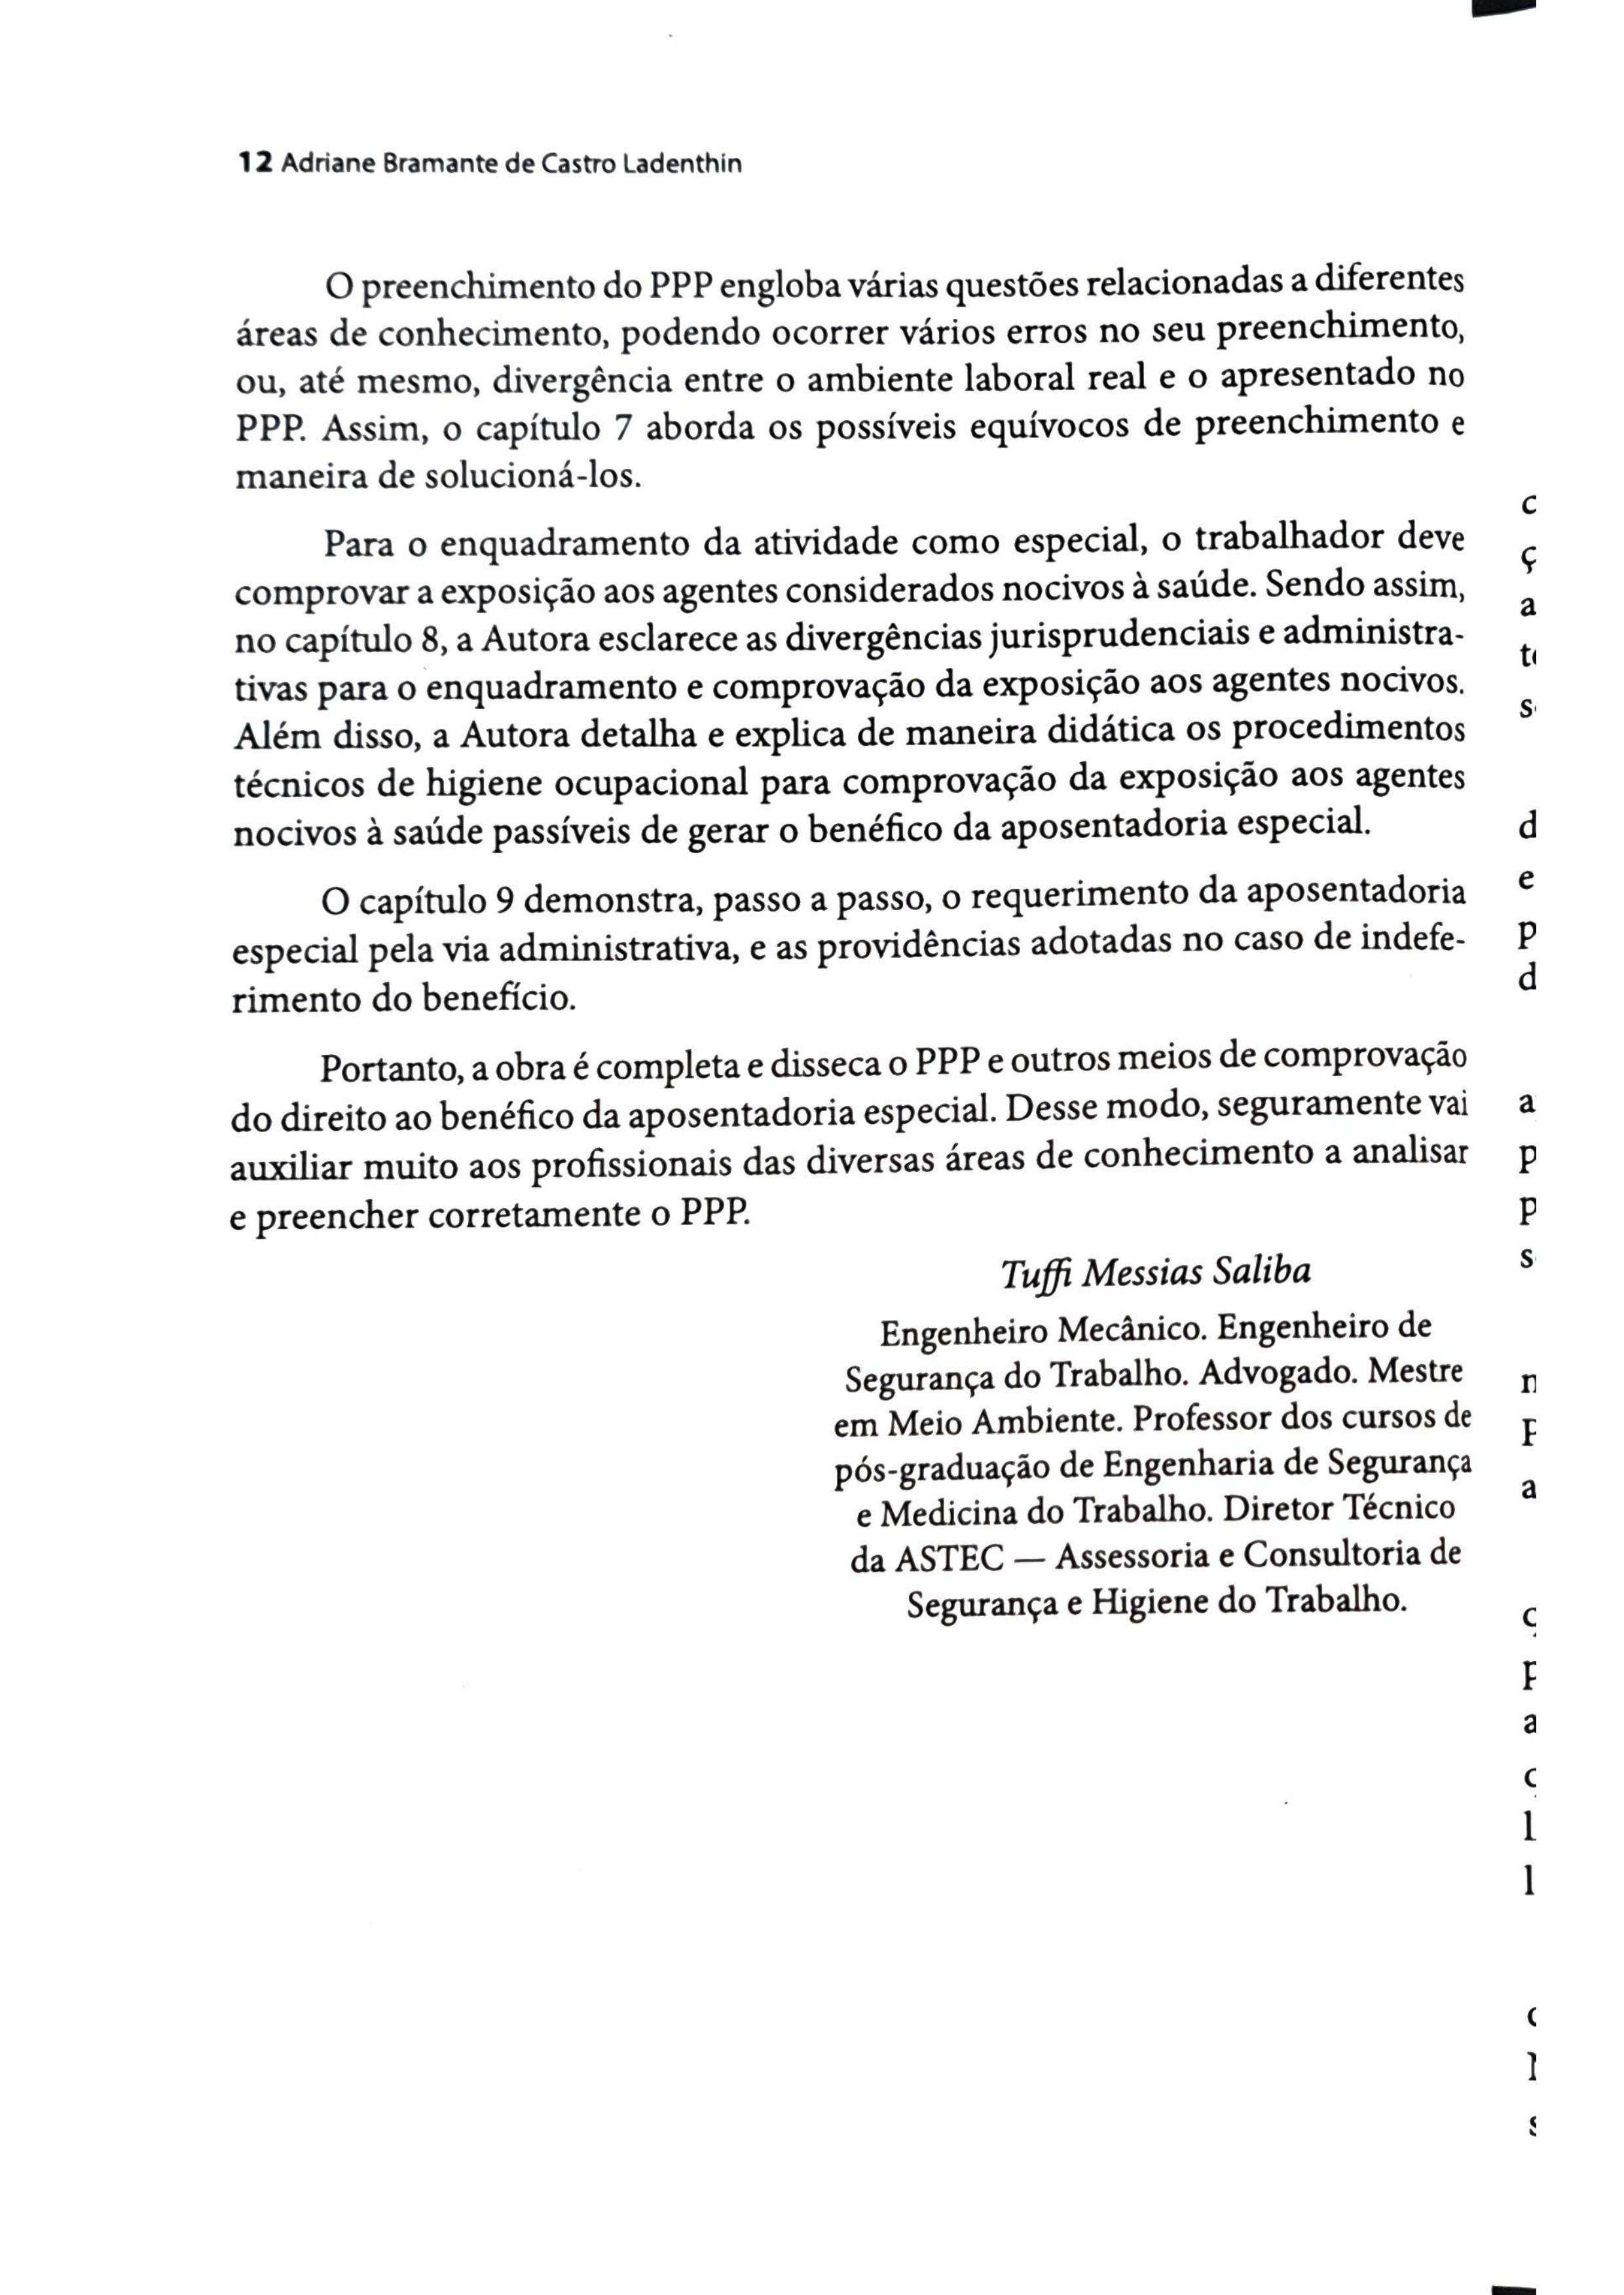 12 Adriane Bramante de Castro Ladenthin
O preenchimento do PPP engloba várias questões relacionadas a diferentes
áreas de conhecimento, podendo ocorrer vários erros no seu preenchimento,
ou, até mesmo, divergência entre o ambiente laboral real e o apresentado no
PPP. Assim, o capítulo 7 aborda os possíveis equívocos de preenchimento e
maneira de solucioná-los.
Para o enquadramento da atividade como especial, o trabalhador deve
comprovar a exposição aos agentes considerados nocivos à saúde. Sendo assim,
no capítulo 8, a Autora esclarece as divergências jurisprudenciais e administra-
tivas para o enquadramento e comprovação da exposição aos agentes nocivos.
Além disso, a Autora detalha e explica de maneira didática os procedimentos
técnicos de higiene ocupacional para comprovação da exposição aos agentes
nocivos à saúde passíveis de gerar o benéfico da aposentadoria especial.
O capítulo 9 demonstra, passo a passo, o requerimento da aposentadoria
especial pela via administrativa, e as providências adotadas no caso de indefe-
rimento do benefício.
Portanto, a obra é completa e disseca o PPP e outros meios de comprovação
do direito ao benéfico da aposentadoria especial. Desse modo, seguramente vai
auxiliar muito aos profissionais das diversas áreas de conhecimento a analisar
e preencher corretamente o PPP.
Tuffi Messias Saliba
Engenheiro Mecânico. Engenheiro de
Segurança do Trabalho. Advogado. Mestre
em Meio Ambiente. Professor dos cursos de
pós-graduação de Engenharia de Segurança
e Medicina do Trabalho. Diretor Técnico
da ASTEC — Assessoria e Consultoria de
Segurança e Higiene do Trabalho.